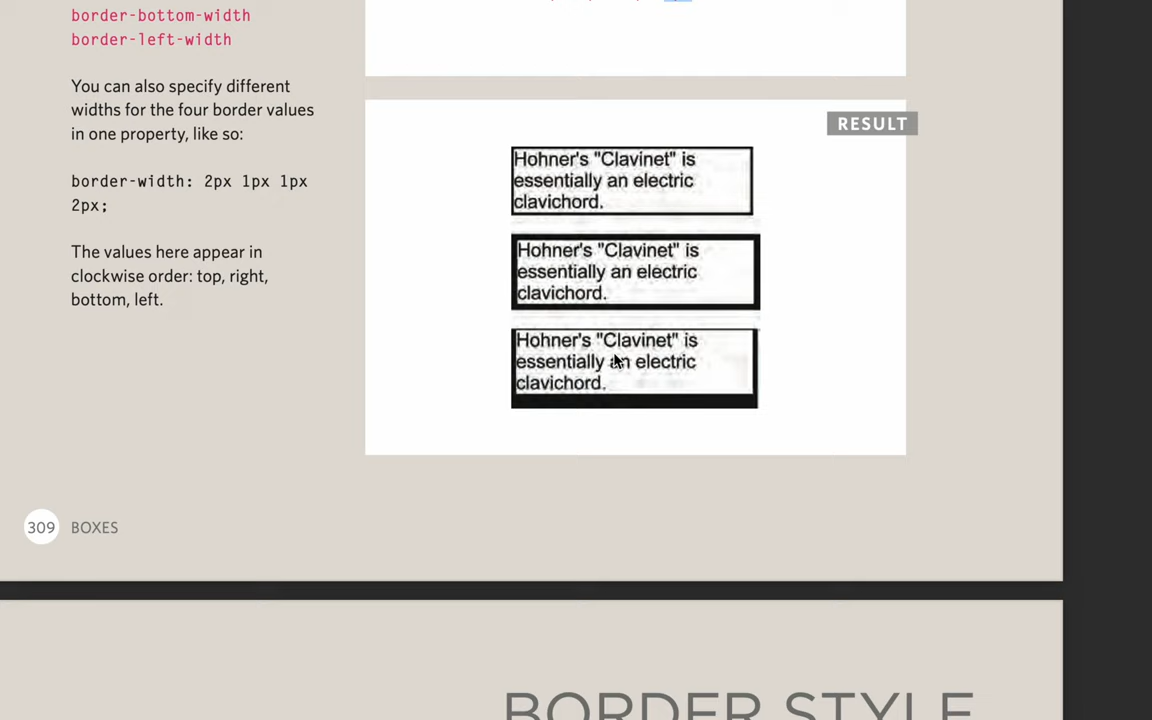 border-bottom-width
border-left-width
You can also specify different
widths for the four border values
in one property, like so:
border-width: 2px 1px 1px
2px;
The values here appear in
clockwise order: top, right,
bottom, left.
RESULT
Hohner's "Clavinet" is
essentially an electric
clavichord.
Hohner's "Clavinet" is
essentially an electric
clavichord.
Hohner's "Clavinet" is
essentially an electric
clavichord.
309 BOXES
BORDER STYLE